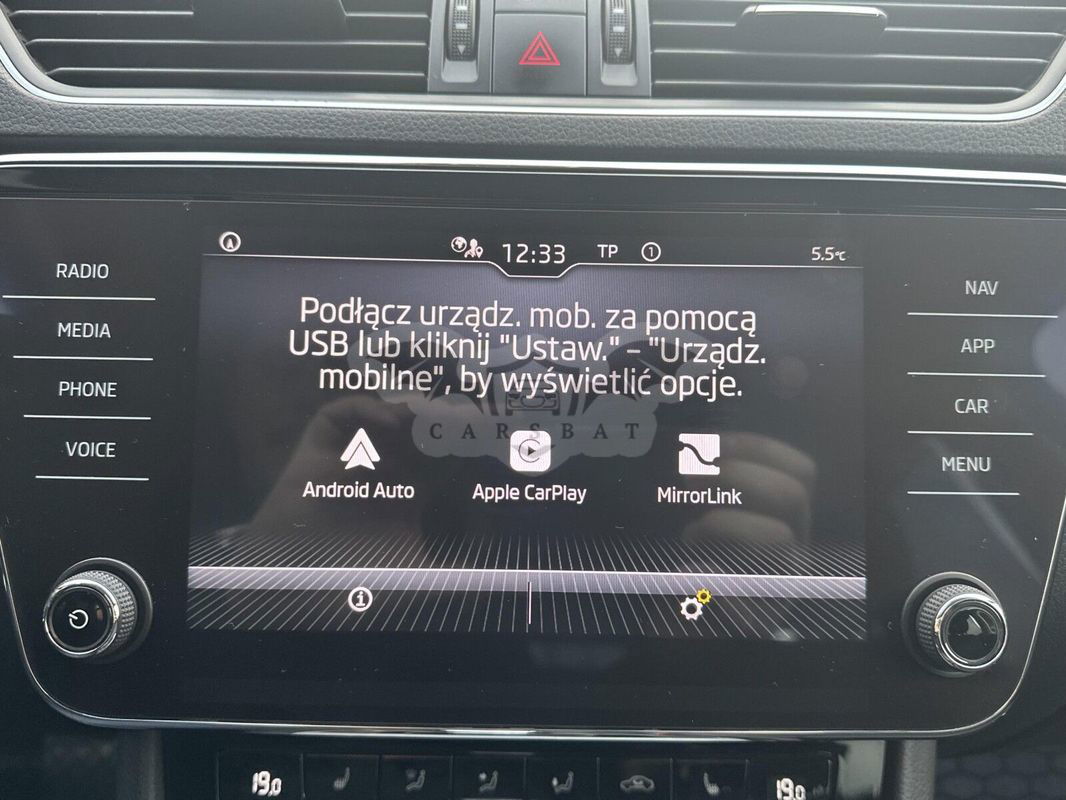 12:33 TP 1 5.5°C
RADIO
MEDIA
PHONE
VOICE
Podłącz urządz. mob. za pomocą
USB lub kliknij "Ustaw." – "Urządz.
mobilne", by wyświetlić opcje.
CARSBAT
Android Auto
Apple CarPlay
MirrorLink
NAV
APP
CAR
MENU
19.0
19.0